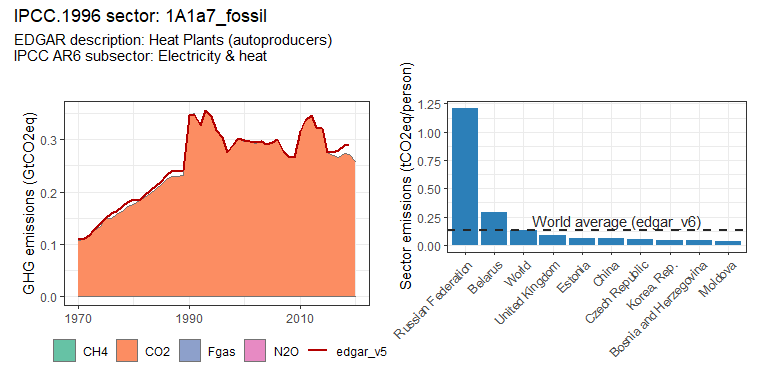 IPCC.1996 sector: 1A1a7_fossil
EDGAR description: Heat Plants (autoproducers)
IPCC AR6 subsector: Electricity & heat
GHG emissions (GtCO2eq)
0.3
0.2
0.1
0.0
1970
1990
2010
CH4
CO2
Fgas
N2O
edgar_v5
Sector emissions (tCO2eq/person)
1.25
1.00
0.75
0.50
0.25
0.00
World average (edgar_v6)
Russian Federation
Belarus
World
United Kingdom
Estonia
China
Czech Republic
Korea, Rep.
Bosnia and Herzegovina
Moldova